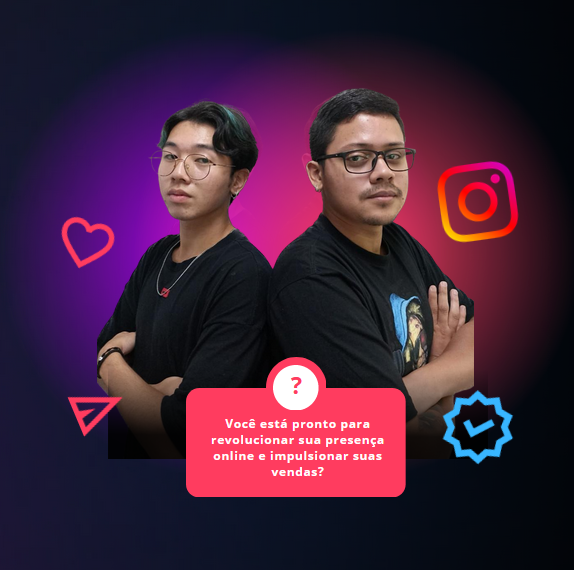 ?
Você está pronto para
revolucionar sua presença
online e impulsionar suas
vendas?